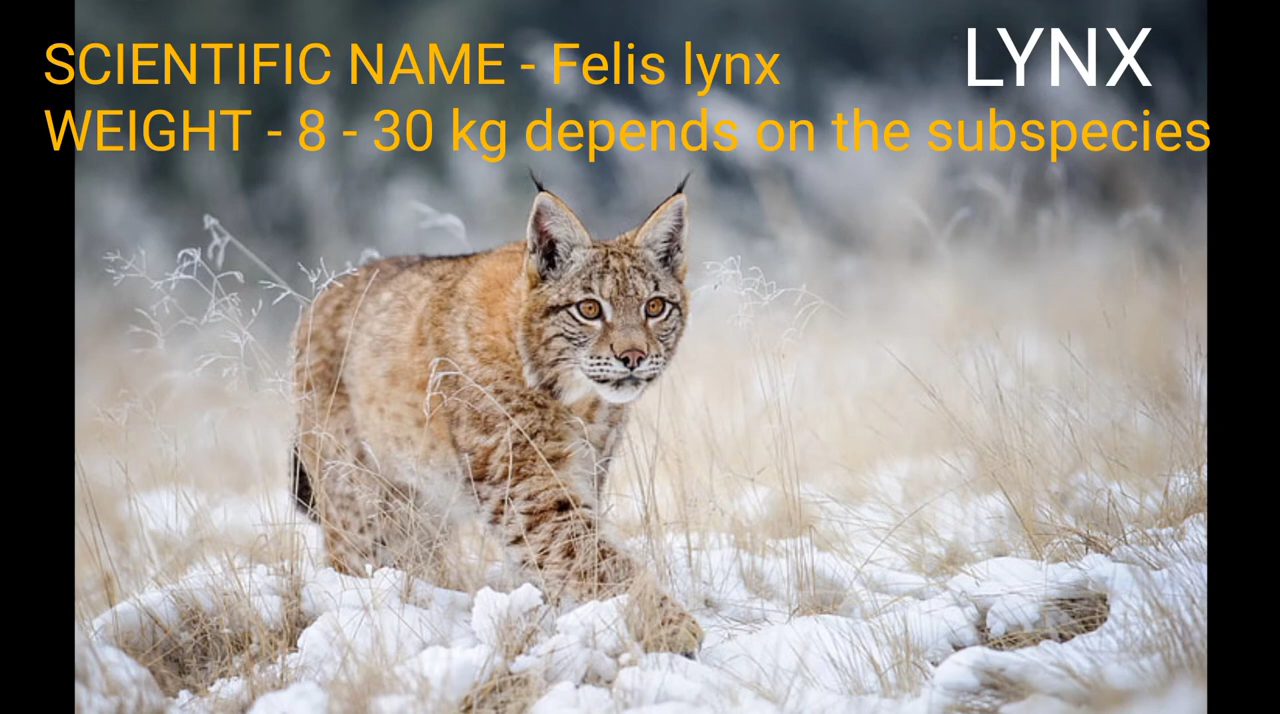 LYNX
SCIENTIFIC NAME - Felis lynx
WEIGHT - 8 - 30 kg depends on the subspecies